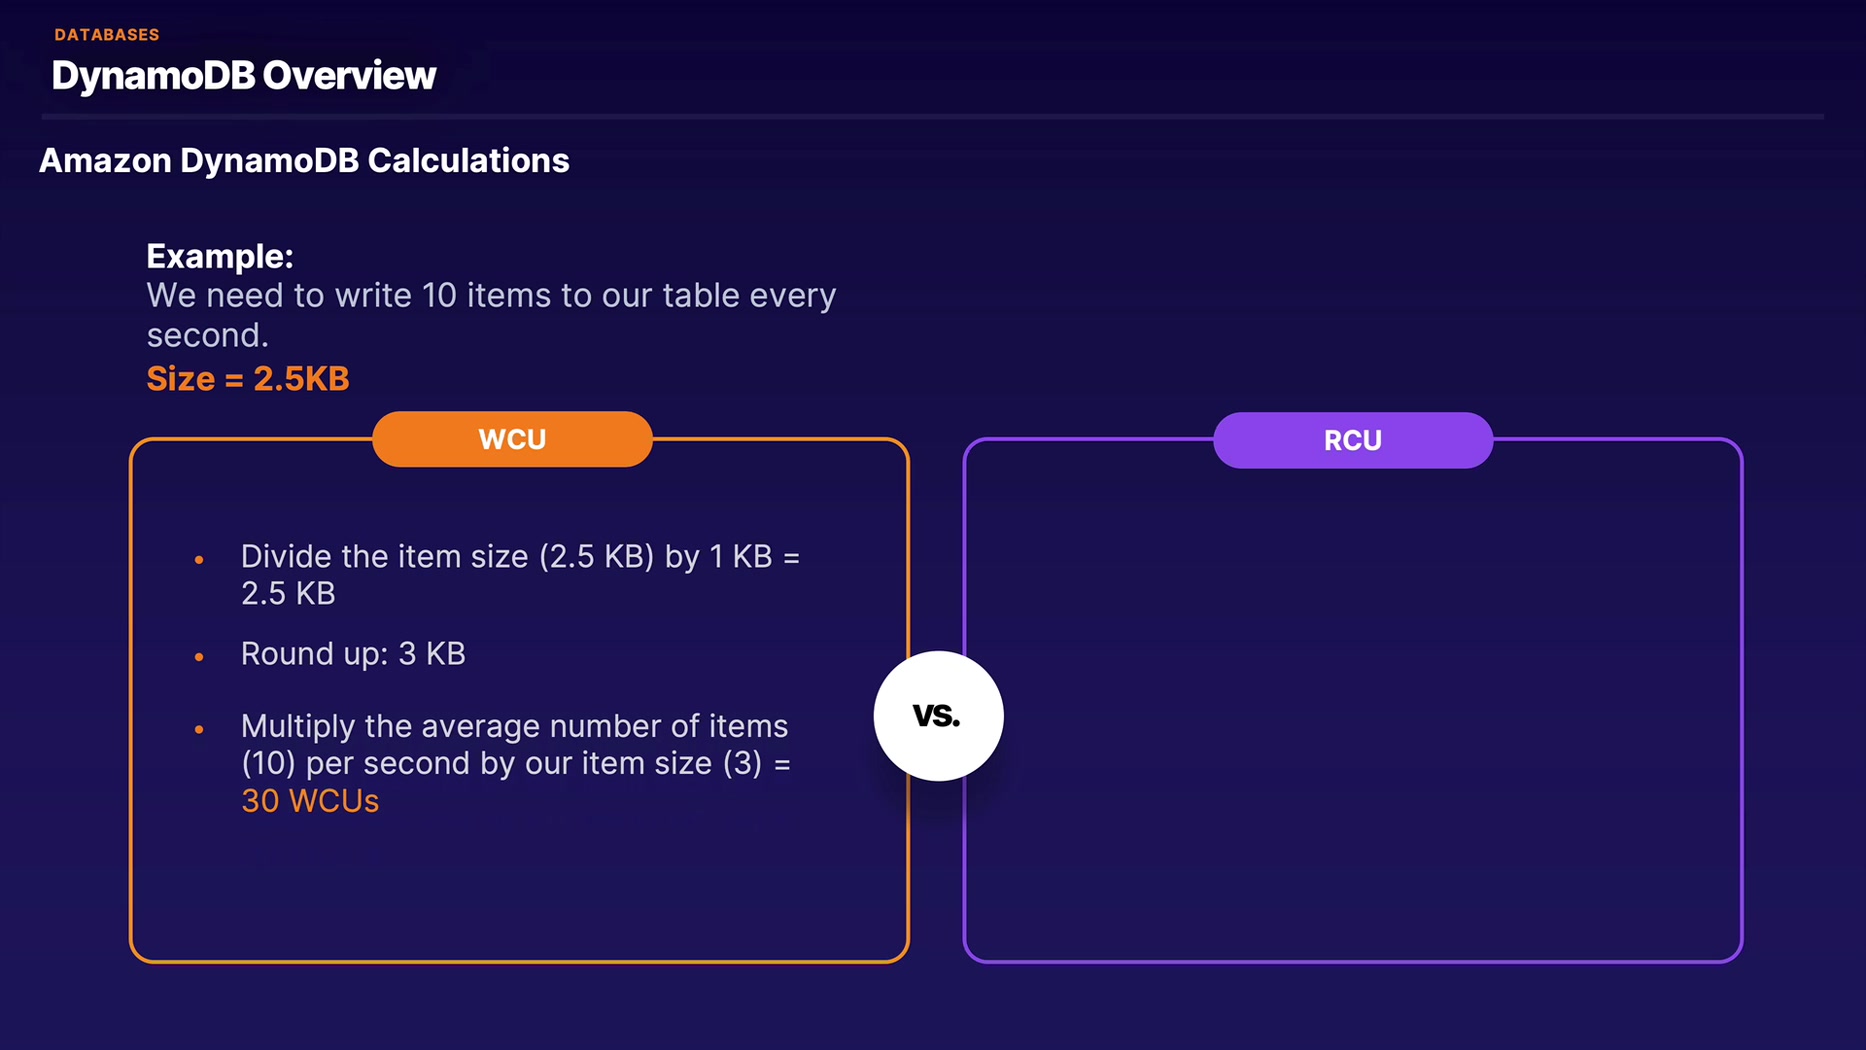 DATABASES
DynamoDB Overview
Amazon DynamoDB Calculations
Example:
We need to write 10 items to our table every
second.
Size = 2.5KB
WCU
• Divide the item size (2.5 KB) by 1 KB =
2.5 KB
• Round up: 3 KB
• Multiply the average number of items
(10) per second by our item size (3) =
30 WCUs
VS.
RCU